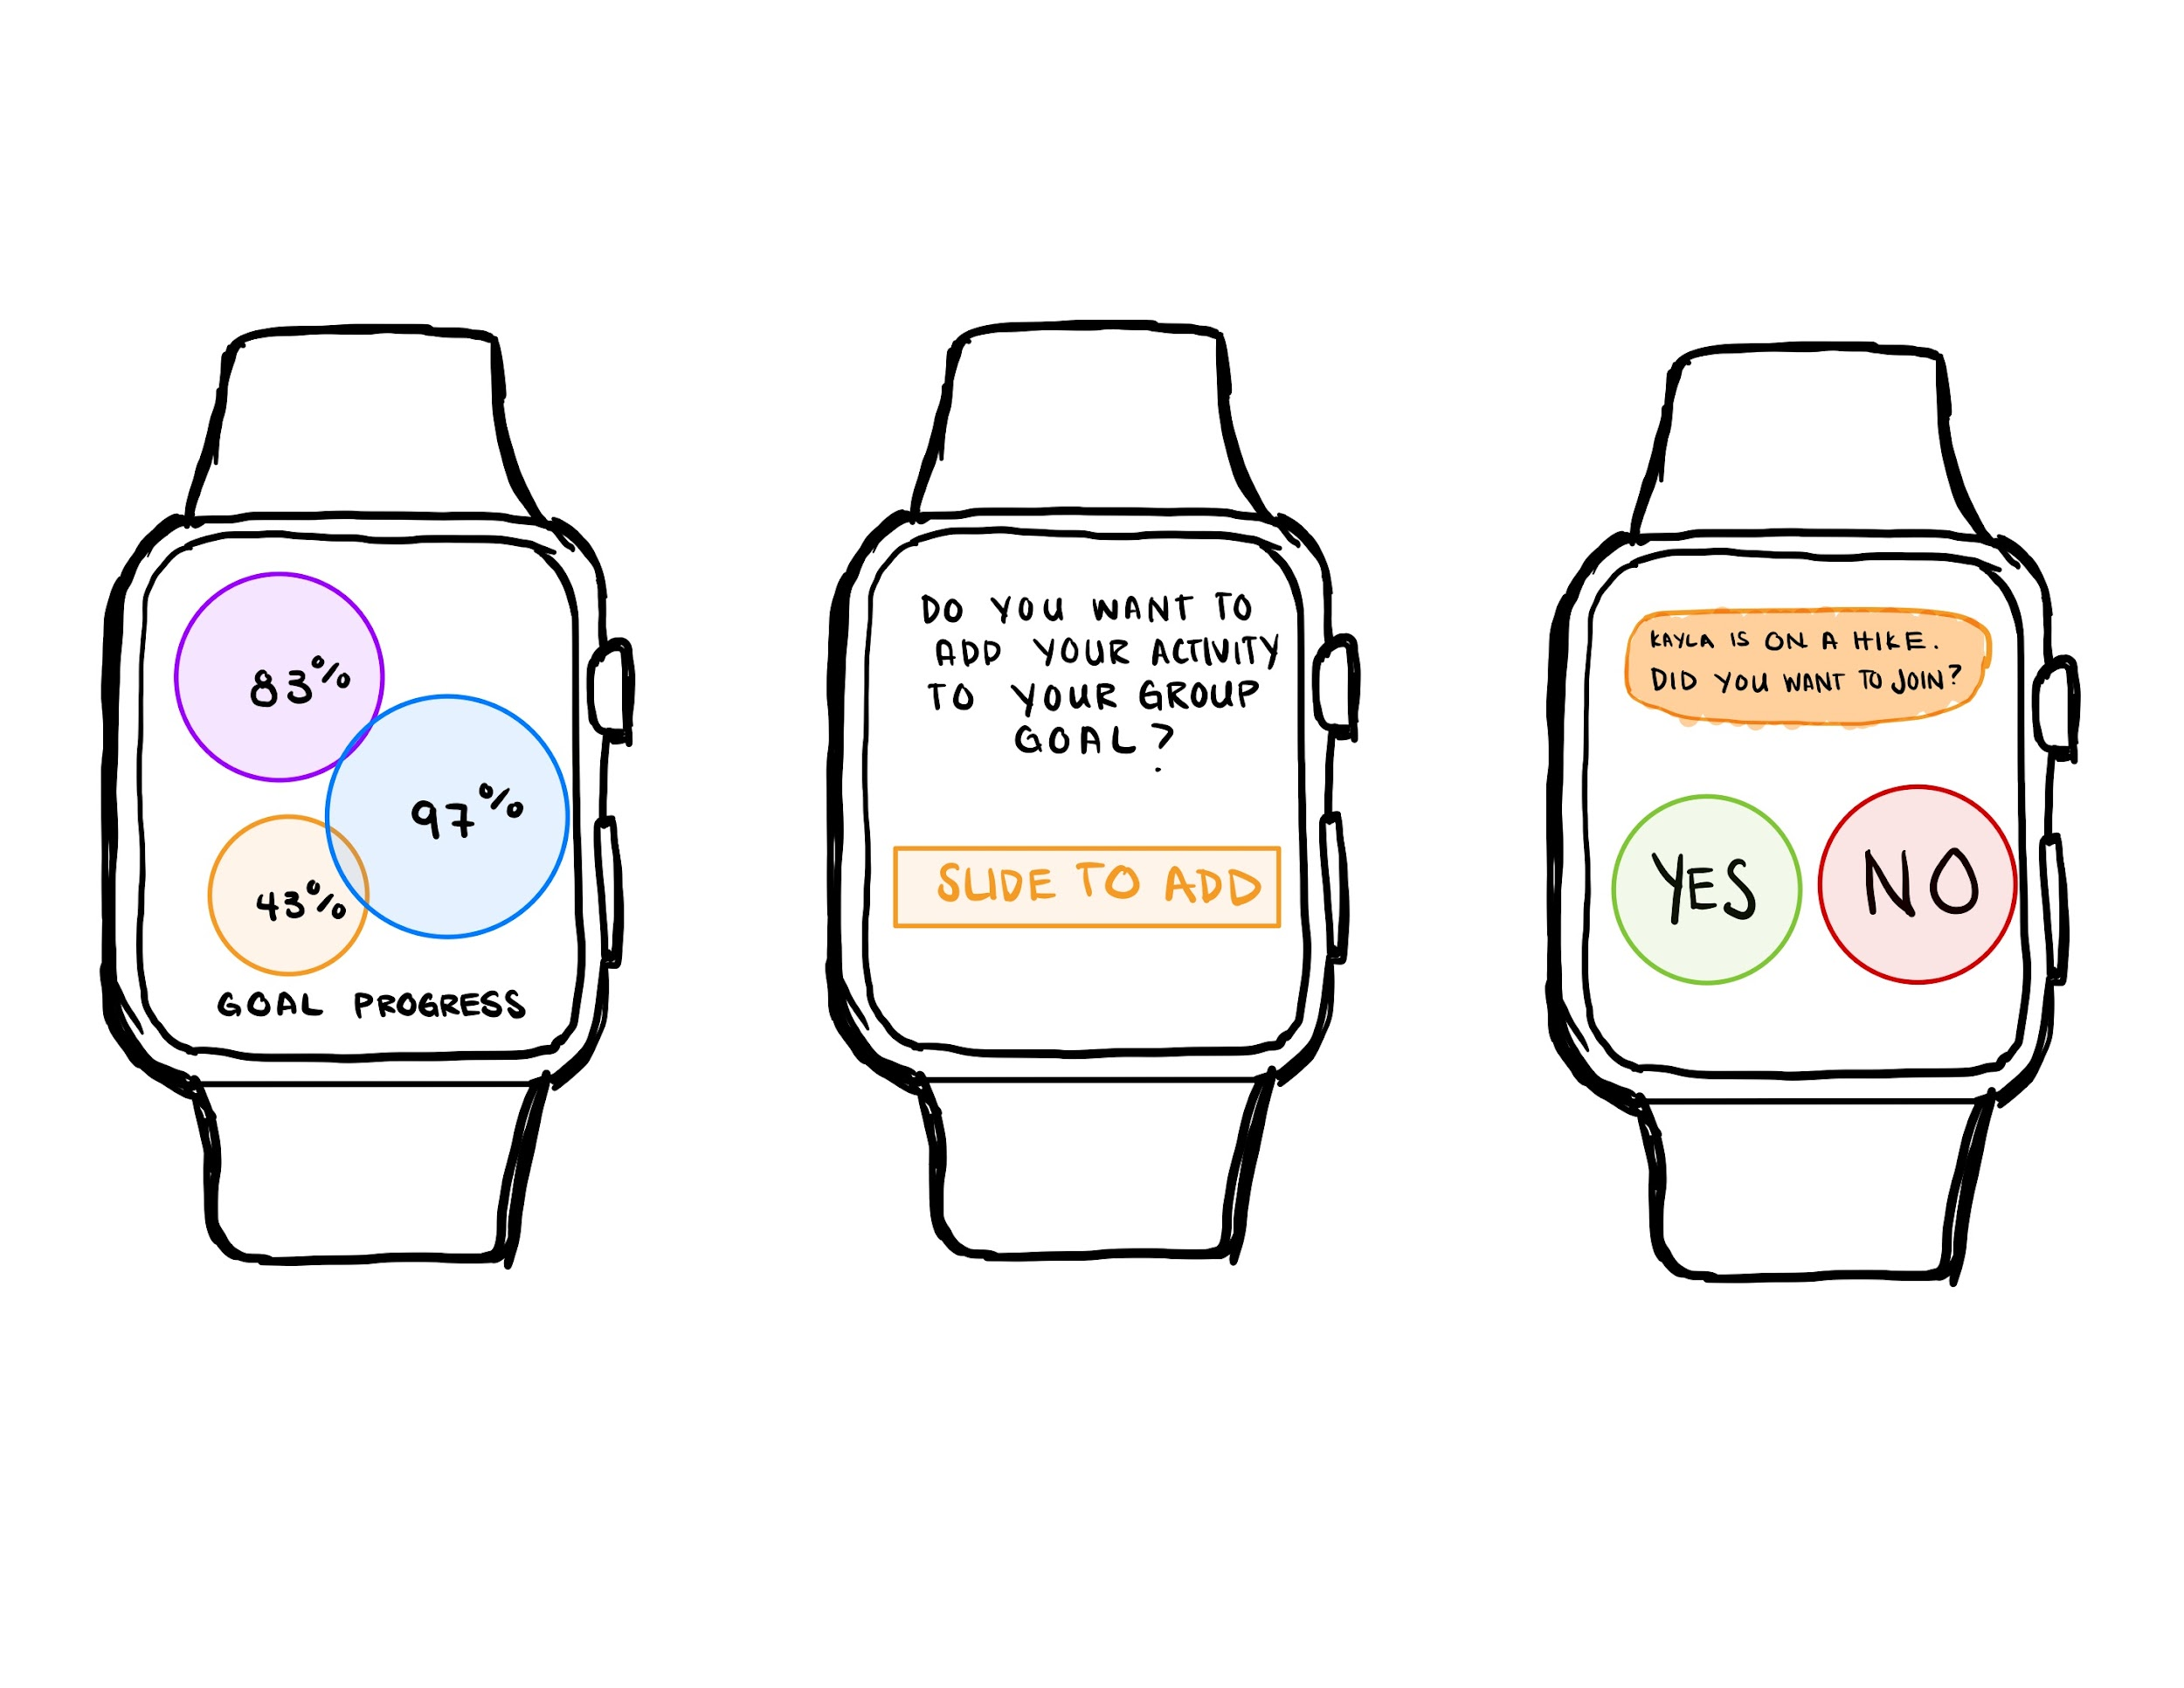 83%
97%
43%
GOAL PROGRESS
DO YOU WANT TO
ADD YOUR ACTIVITY
TO YOUR GROUP
GOAL?
SLIDE TO ADD
KAYLA IS ON A HIKE.
DID YOU WANT TO JOIN?
YES
NO